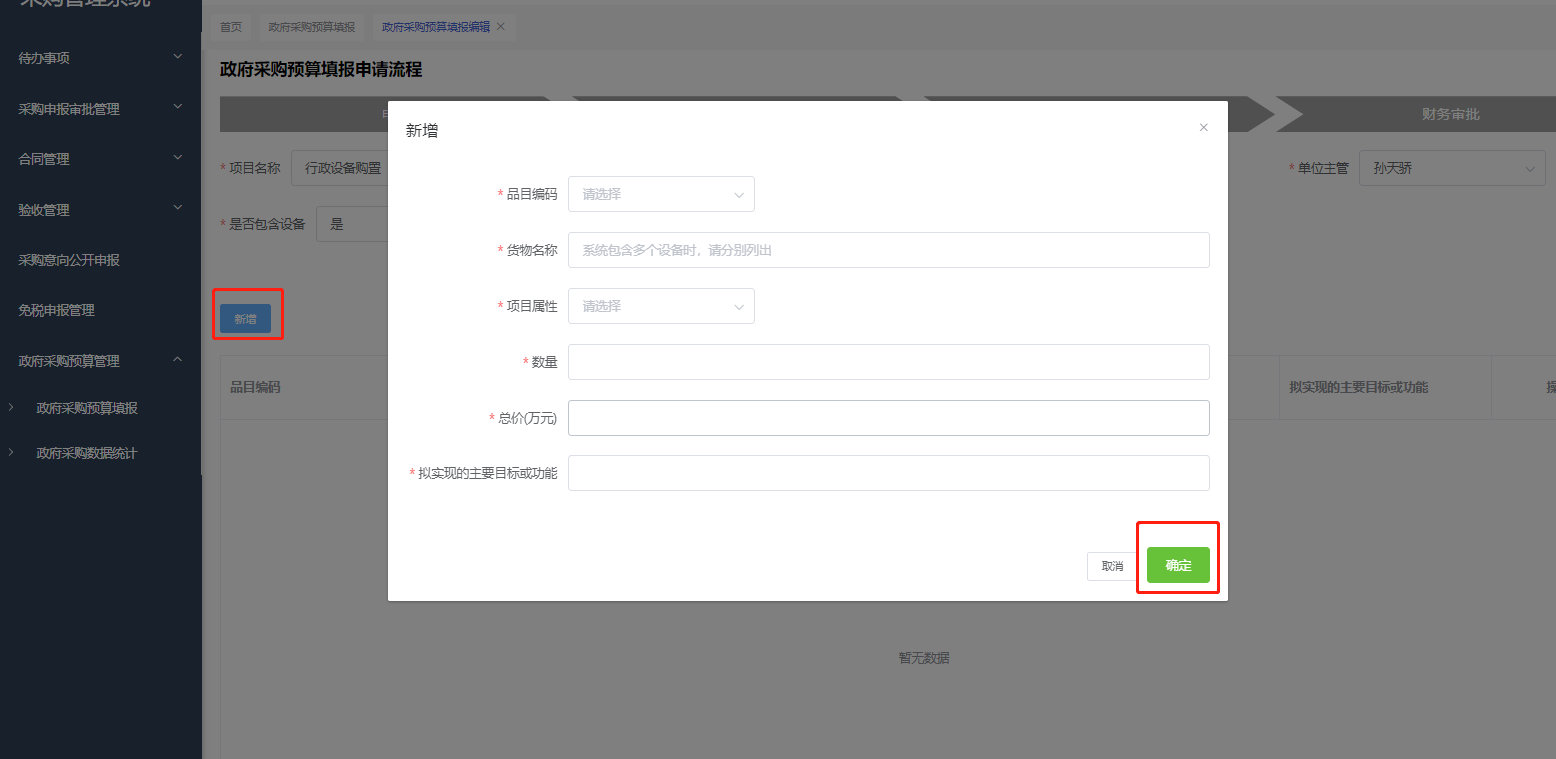 采购管理系统
首页 政府采购预算填报 政府采购预算填报编辑
待办事项
采购申报审批管理
合同管理
验收管理
采购意向公开申报
免税申报管理
政府采购预算管理
政府采购预算填报
政府采购数据统计
政府采购预算填报申请流程
财务审批
* 项目名称 行政设备购置
* 单位主管 孙天骄
* 是否包含设备 是
新增
品目编码 拟实现的主要目标或功能
暂无数据
新增
* 品目编码 请选择
* 货物名称 系统包含多个设备时，请分别列出
* 项目属性 请选择
* 数量
* 总价(万元)
* 拟实现的主要目标或功能
取消 确定